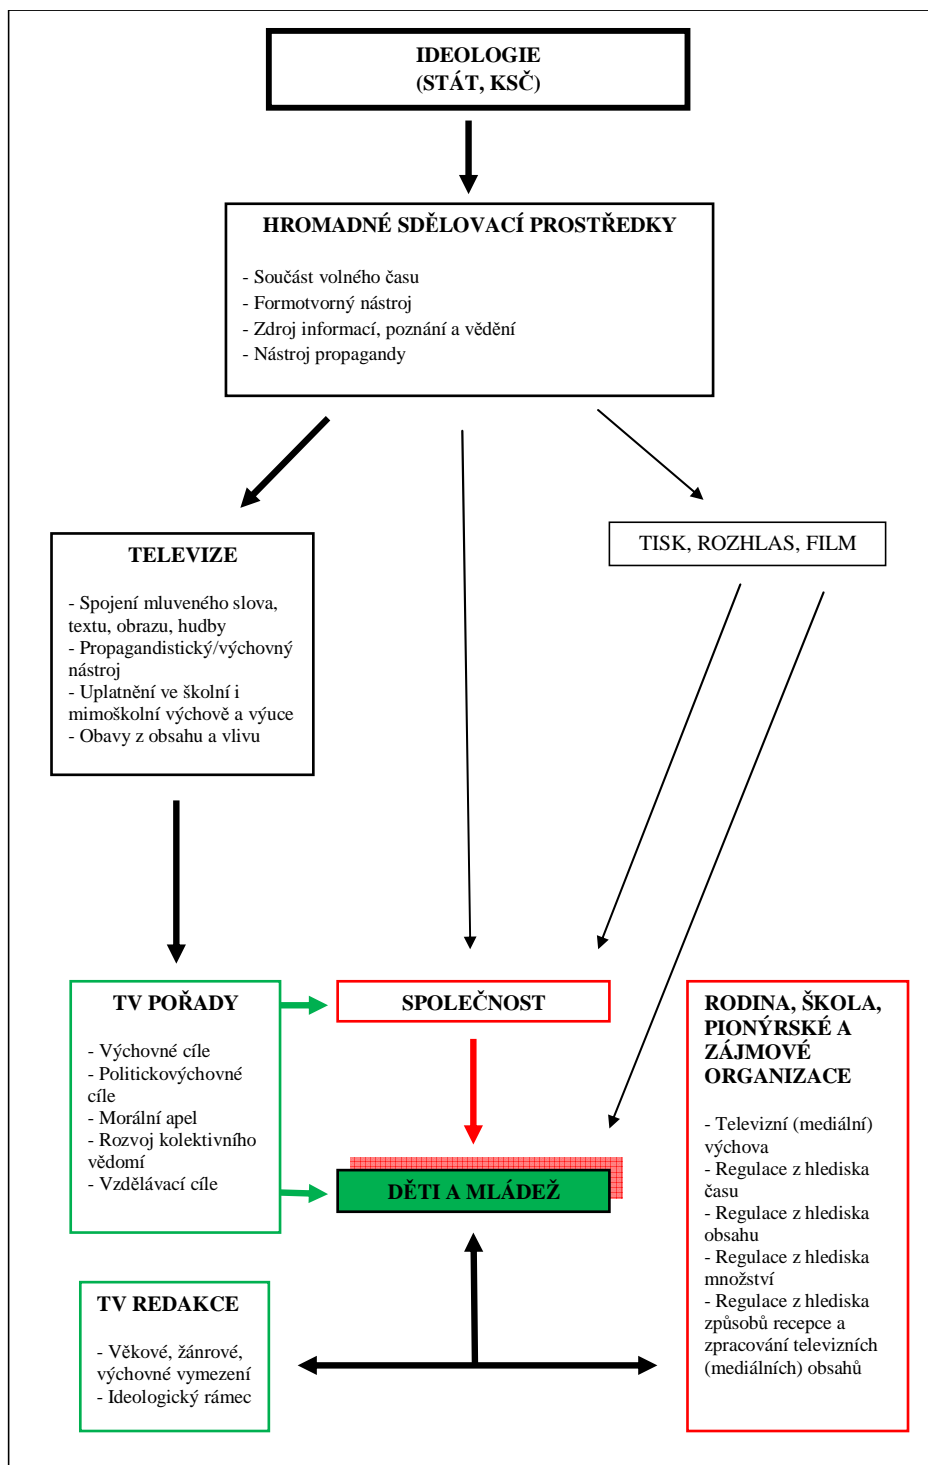 IDEOLOGIE
(STÁT, KSČ)
HROMADNÉ SDĚLOVACÍ PROSTŘEDKY
- Součást volného času
- Formotvorný nástroj
- Zdroj informací, poznání a vědění
- Nástroj propagandy
TELEVIZE
- Spojení mluveného slova,
textu, obrazu, hudby
- Propagandistický/výchovný
nástroj
- Uplatnění ve školní i
mimoškolní výchově a výuce
- Obavy z obsahu a vlivu
TISK, ROZHLAS, FILM
TV POŘADY
- Výchovné cíle
- Politickovýchovné
cíle
- Morální apel
- Rozvoj kolektivního
vědomí
- Vzdělávací cíle
SPOLEČNOST
DĚTI A MLÁDEŽ
RODINA, ŠKOLA,
PIONÝRSKÉ A
ZÁJMOVÉ
ORGANIZACE
- Televizní (mediální)
výchova
- Regulace z hlediska
času
- Regulace z hlediska
obsahu
- Regulace z hlediska
množství
- Regulace z hlediska
způsobů recepce a
zpracování televizních
(mediálních) obsahů
TV REDAKCE
- Věkové, žánrové,
výchovné vymezení
- Ideologický rámec